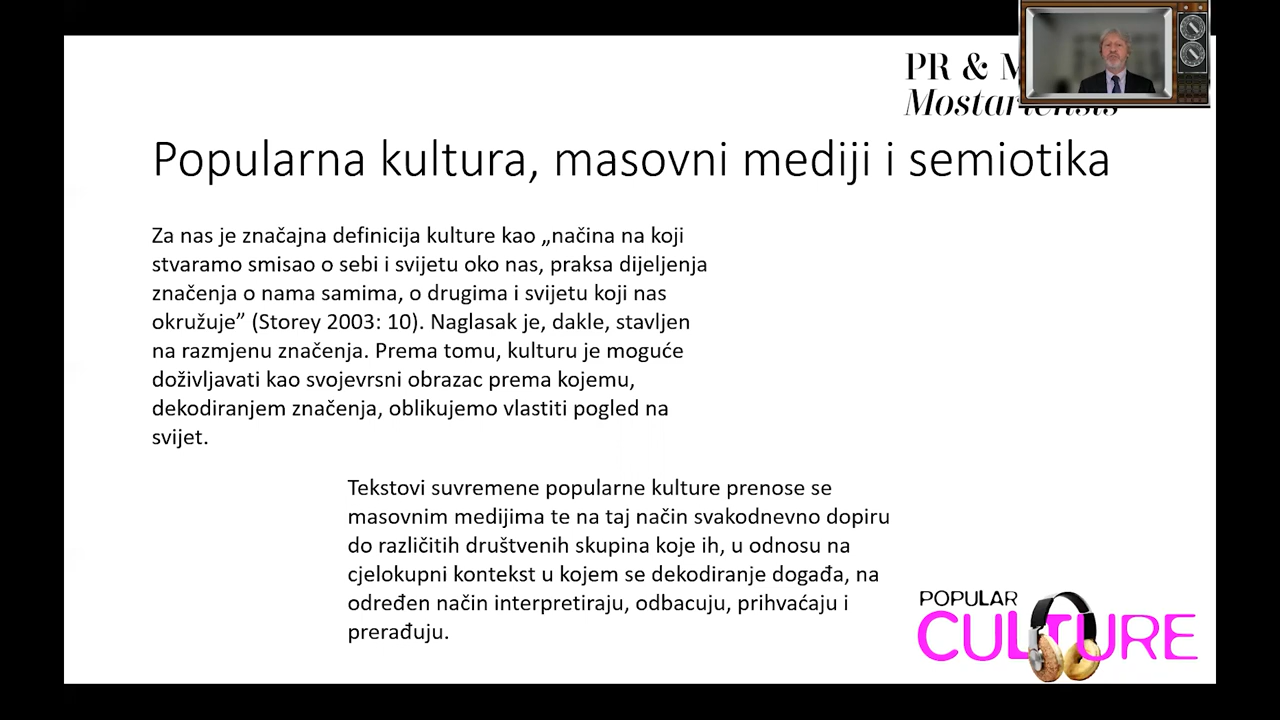 PR & M
Mostariensis
Popularna kultura, masovni mediji i semiotika
Za nas je značajna definicija kulture kao „načina na koji
stvaramo smisao o sebi i svijetu oko nas, praksa dijeljenja
značenja o nama samima, o drugima i svijetu koji nas
okružuje” (Storey 2003: 10). Naglasak je, dakle, stavljen
na razmjenu značenja. Prema tomu, kulturu je moguće
doživljavati kao svojevrsni obrazac prema kojemu,
dekodiranjem značenja, oblikujemo vlastiti pogled na
svijet.
Tekstovi suvremene popularne kulture prenose se
masovnim medijima te na taj način svakodnevno dopiru
do različitih društvenih skupina koje ih, u odnosu na
cjelokupni kontekst u kojem se dekodiranje događa, na
određen način interpretiraju, odbacuju, prihvaćaju i
prerađuju.
POPULAR
CULTURE